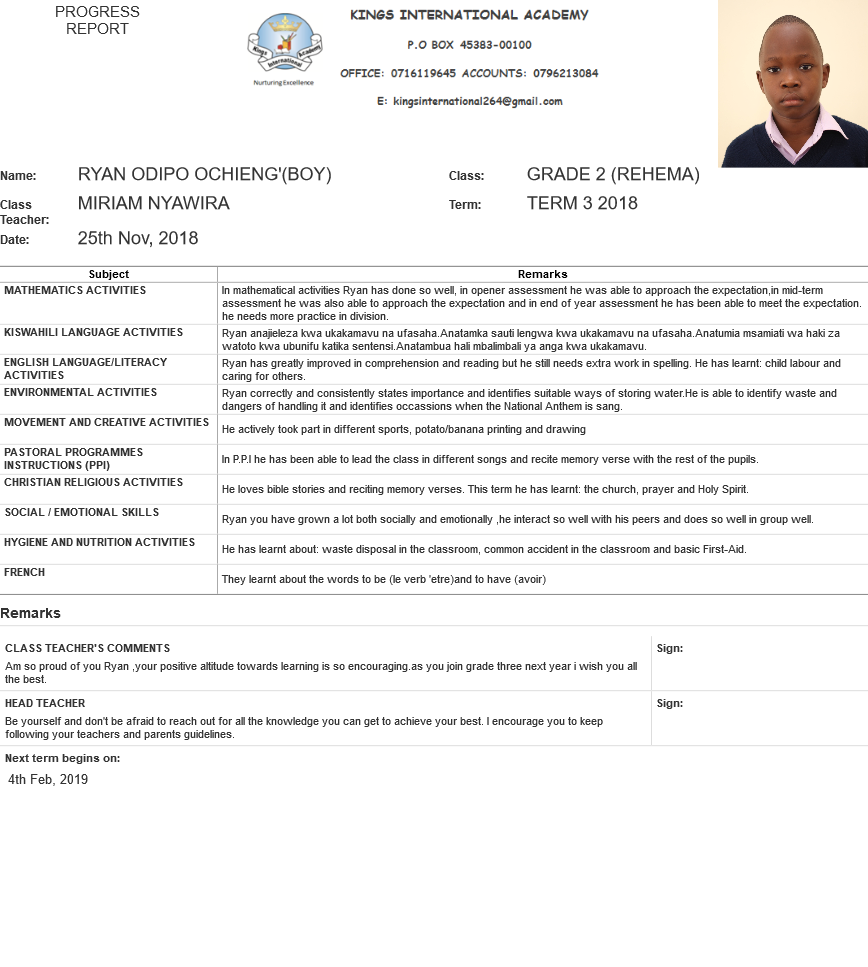 PROGRESS
REPORT
Kings International Academy
Nurturing Excellence
KINGS INTERNATIONAL ACADEMY
P.O BOX 45383-00100
OFFICE: 0716119645 ACCOUNTS: 0796213084
E: kingsinternational264@gmail.com
Name: RYAN ODIPO OCHIENG'(BOY) Class: GRADE 2 (REHEMA)
Class Teacher: MIRIAM NYAWIRA Term: TERM 3 2018
Date: 25th Nov, 2018
Subject Remarks
MATHEMATICS ACTIVITIES In mathematical activities Ryan has done so well, in opener assessment he was able to approach the expectation,in mid-term
assessment he was also able to approach the expectation and in end of year assessment he has been able to meet the expectation.
he needs more practice in division.
KISWAHILI LANGUAGE ACTIVITIES Ryan anajieleza kwa ukakamavu na ufasaha.Anatamka sauti lengwa kwa ukakamavu na ufasaha.Anatumia msamiati wa haki za
watoto kwa ubunifu katika sentensi.Anatambua hali mbalimbali ya anga kwa ukakamavu.
ENGLISH LANGUAGE/LITERACY
ACTIVITIES
Ryan has greatly improved in comprehension and reading but he still needs extra work in spelling. He has learnt: child labour and
caring for others.
ENVIRONMENTAL ACTIVITIES Ryan correctly and consistently states importance and identifies suitable ways of storing water.He is able to identify waste and
dangers of handling it and identifies occassions when the National Anthem is sang.
MOVEMENT AND CREATIVE ACTIVITIES He actively took part in different sports, potato/banana printing and drawing
PASTORAL PROGRAMMES
INSTRUCTIONS (PPI)
In P.P.I he has been able to lead the class in different songs and recite memory verse with the rest of the pupils.
CHRISTIAN RELIGIOUS ACTIVITIES He loves bible stories and reciting memory verses. This term he has learnt: the church, prayer and Holy Spirit.
SOCIAL / EMOTIONAL SKILLS Ryan you have grown a lot both socially and emotionally ,he interact so well with his peers and does so well in group well.
HYGIENE AND NUTRITION ACTIVITIES He has learnt about: waste disposal in the classroom, common accident in the classroom and basic First-Aid.
FRENCH They learnt about the words to be (le verb 'etre)and to have (avoir)
Remarks
CLASS TEACHER'S COMMENTS Sign:
Am so proud of you Ryan ,your positive altitude towards learning is so encouraging.as you join grade three next year i wish you all
the best.
HEAD TEACHER Sign:
Be yourself and don't be afraid to reach out for all the knowledge you can get to achieve your best. I encourage you to keep
following your teachers and parents guidelines.
Next term begins on:
4th Feb, 2019